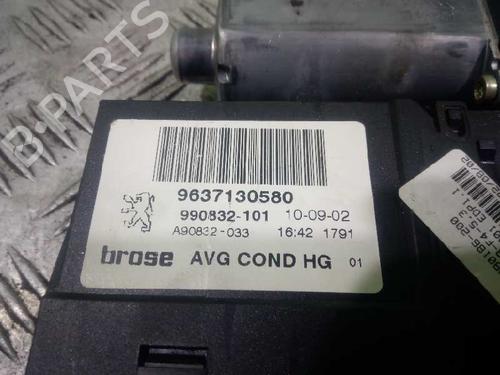 B-PARTS
9637130580
990832-101 10-09-02
A90832-033 16:42 1791
brose AVG COND HG 01